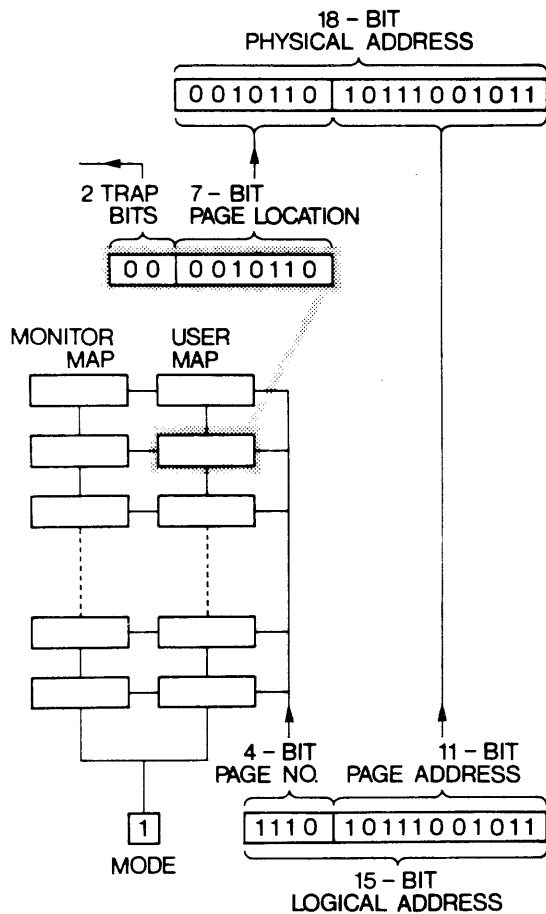 18 – BIT
PHYSICAL ADDRESS
0010110 10111001011
2 TRAP BITS
7 – BIT PAGE LOCATION
00 0010110
MONITOR MAP
USER MAP
4 – BIT PAGE NO.
11 – BIT PAGE ADDRESS
1
1110 10111001011
MODE
15 – BIT
LOGICAL ADDRESS